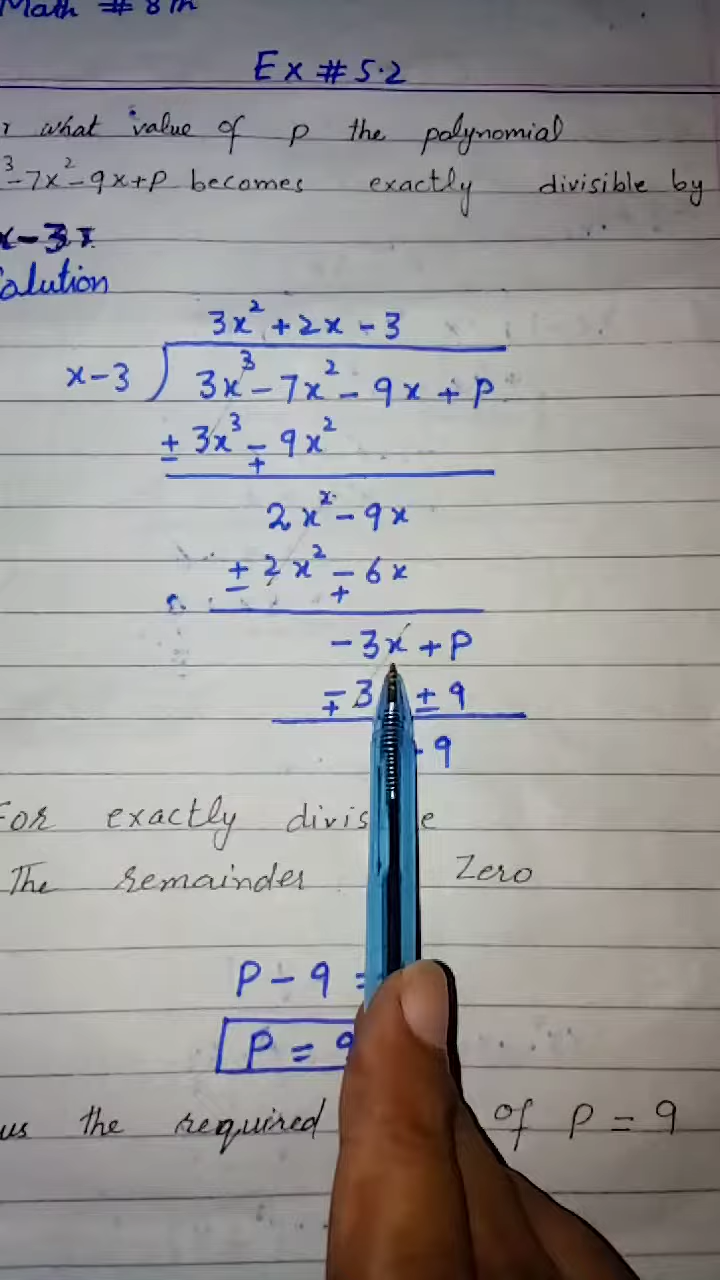 Math # 8th
Ex # 5.2
what value of p the polynomial
³-7x²-9x+p becomes exactly divisible by
x-3
Solution
3x²+2x-3
x-3 ) 3x³-7x²-9x+p
±3x³-9x²
+
2x²-9x
±2x²-6x
+
-3x+p
∓3 ±9
-9
For exactly divis e
The remainder Zero
P-9=
P=9
us the required of p=9